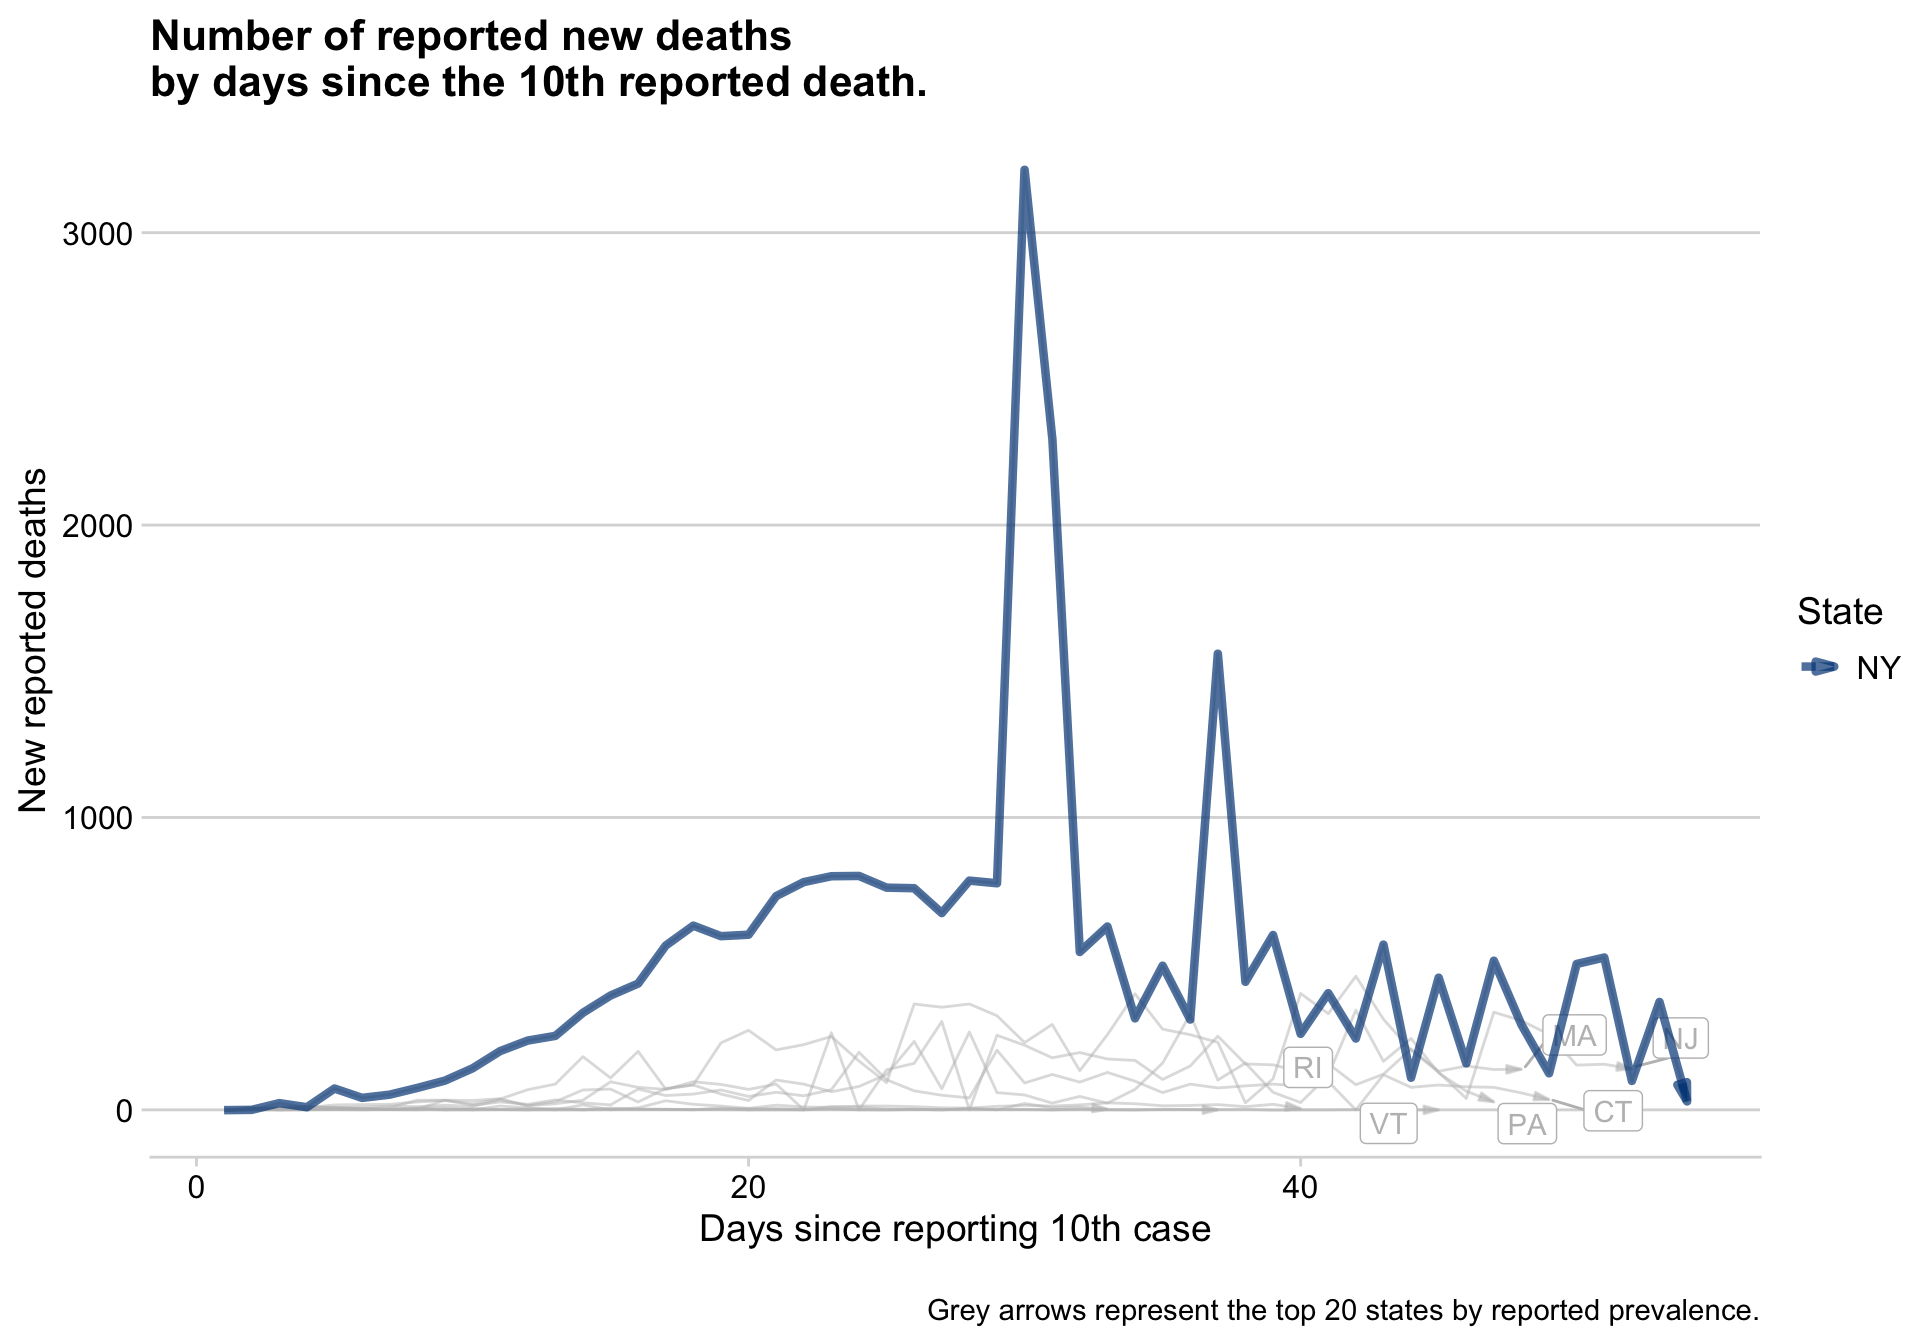 Number of reported new deaths
by days since the 10th reported death.
New reported deaths
3000
2000
1000
0
0
20
40
Days since reporting 10th case
RI
MA
NJ
VT
PA
CT
State
NY
Grey arrows represent the top 20 states by reported prevalence.